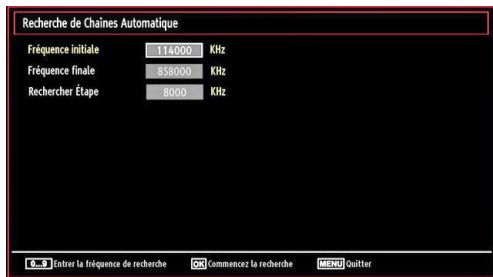 Recherche de Chaînes Automatique
Fréquence initiale 114000 KHz
Fréquence finale 858000 KHz
Rechercher Étape 8000 KHz
0...9 Entrer la fréquence de recherche OK Commencez la recherche MENU Quitter